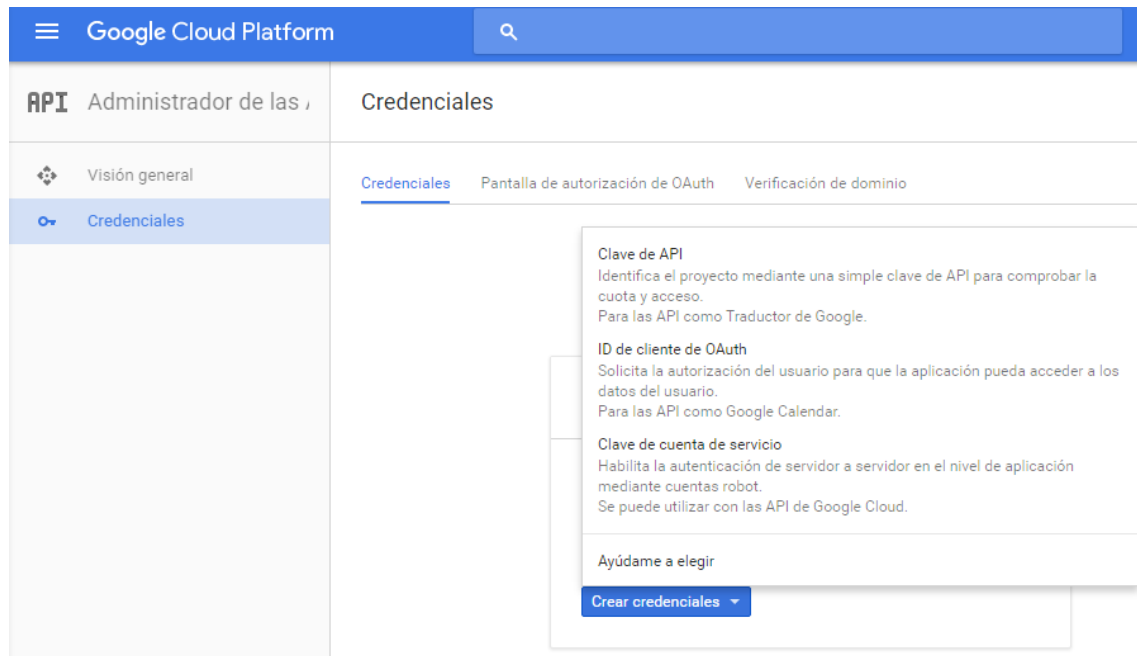 Google Cloud Platform
API Administrador de las
Credenciales
Visión general
Credenciales
Credenciales Pantalla de autorización de OAuth Verificación de dominio
Clave de API
Identifica el proyecto mediante una simple clave de API para comprobar la
cuota y acceso.
Para las API como Traductor de Google.
ID de cliente de OAuth
Solicita la autorización del usuario para que la aplicación pueda acceder a los
datos del usuario.
Para las API como Google Calendar.
Clave de cuenta de servicio
Habilita la autenticación de servidor a servidor en el nivel de aplicación
mediante cuentas robot.
Se puede utilizar con las API de Google Cloud.
Ayúdame a elegir
Crear credenciales